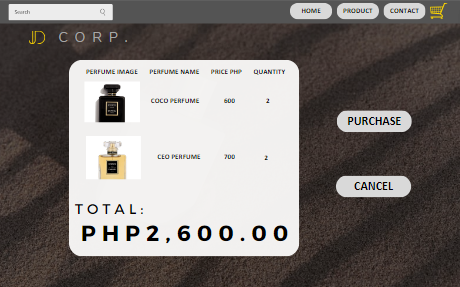 Search HOME PRODUCT CONTACT
JD CORP.
PERFUME IMAGE PERFUME NAME PRICE PHP QUANTITY
COCO PERFUME 600 2
PURCHASE
CEO PERFUME 700 2
CANCEL
TOTAL:
PHP2,600.00